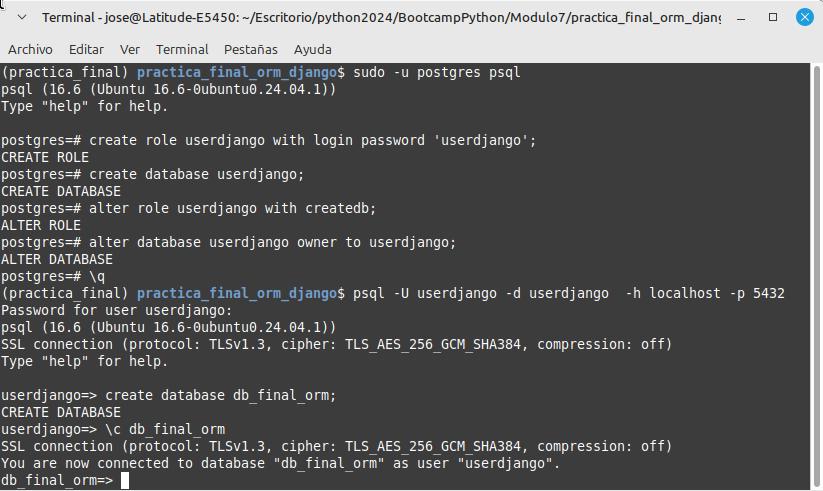 Terminal - jose@Latitude-E5450: ~/Escritorio/python2024/BootcampPython/Modulo7/practica_final_orm_djang
Archivo Editar Ver Terminal Pestañas Ayuda
(practica_final) practica_final_orm_django$ sudo -u postgres psql
psql (16.6 (Ubuntu 16.6-0ubuntu0.24.04.1))
Type "help" for help.
postgres=# create role userdjango with login password 'userdjango';
CREATE ROLE
postgres=# create database userdjango;
CREATE DATABASE
postgres=# alter role userdjango with createdb;
ALTER ROLE
postgres=# alter database userdjango owner to userdjango;
ALTER DATABASE
postgres=# \q
(practica_final) practica_final_orm_django$ psql -U userdjango -d userdjango  -h localhost -p 5432
Password for user userdjango:
psql (16.6 (Ubuntu 16.6-0ubuntu0.24.04.1))
SSL connection (protocol: TLSv1.3, cipher: TLS_AES_256_GCM_SHA384, compression: off)
Type "help" for help.
userdjango=> create database db_final_orm;
CREATE DATABASE
userdjango=> \c db_final_orm
SSL connection (protocol: TLSv1.3, cipher: TLS_AES_256_GCM_SHA384, compression: off)
You are now connected to database "db_final_orm" as user "userdjango".
db_final_orm=>